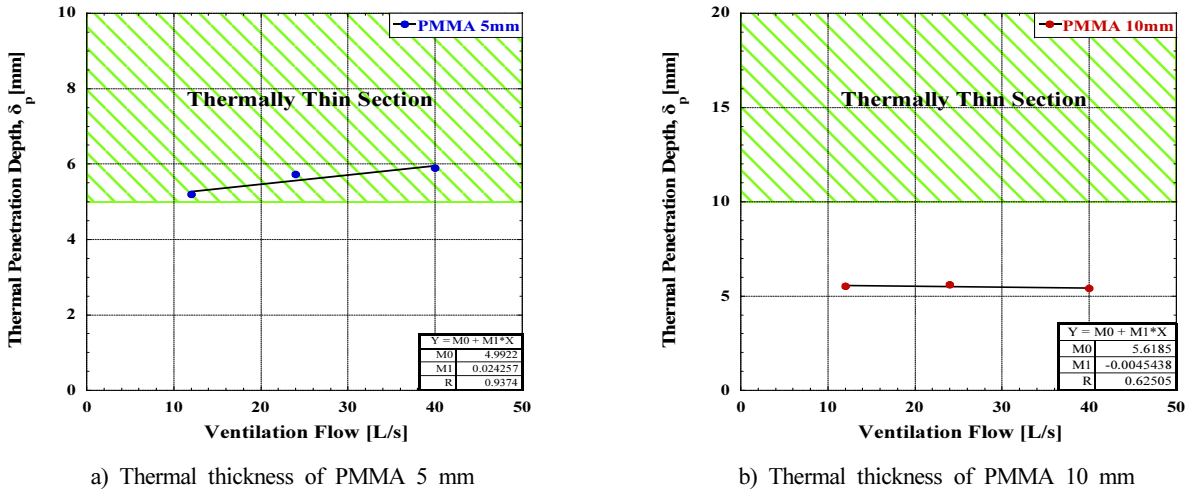 10
8
6
4
2
0
Thermal Penetration Depth, δp [mm]
PMMA 5mm
Thermally Thin Section
Y = M0 + M1*X
M0 4.9922
M1 0.024257
R 0.9374
0 10 20 30 40 50
Ventilation Flow [L/s]
a) Thermal thickness of PMMA 5 mm
20
15
10
5
0
Thermal Penetration Depth, δp [mm]
PMMA 10mm
Thermally Thin Section
Y = M0 + M1*X
M0 5.6185
M1 -0.0045438
R 0.62505
0 10 20 30 40 50
Ventilation Flow [L/s]
b) Thermal thickness of PMMA 10 mm